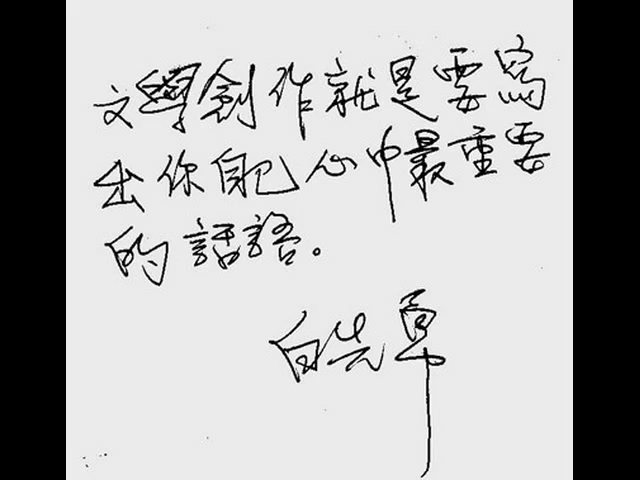 文學創作就是要寫
出你自己心中最重要
的話語。
白先勇